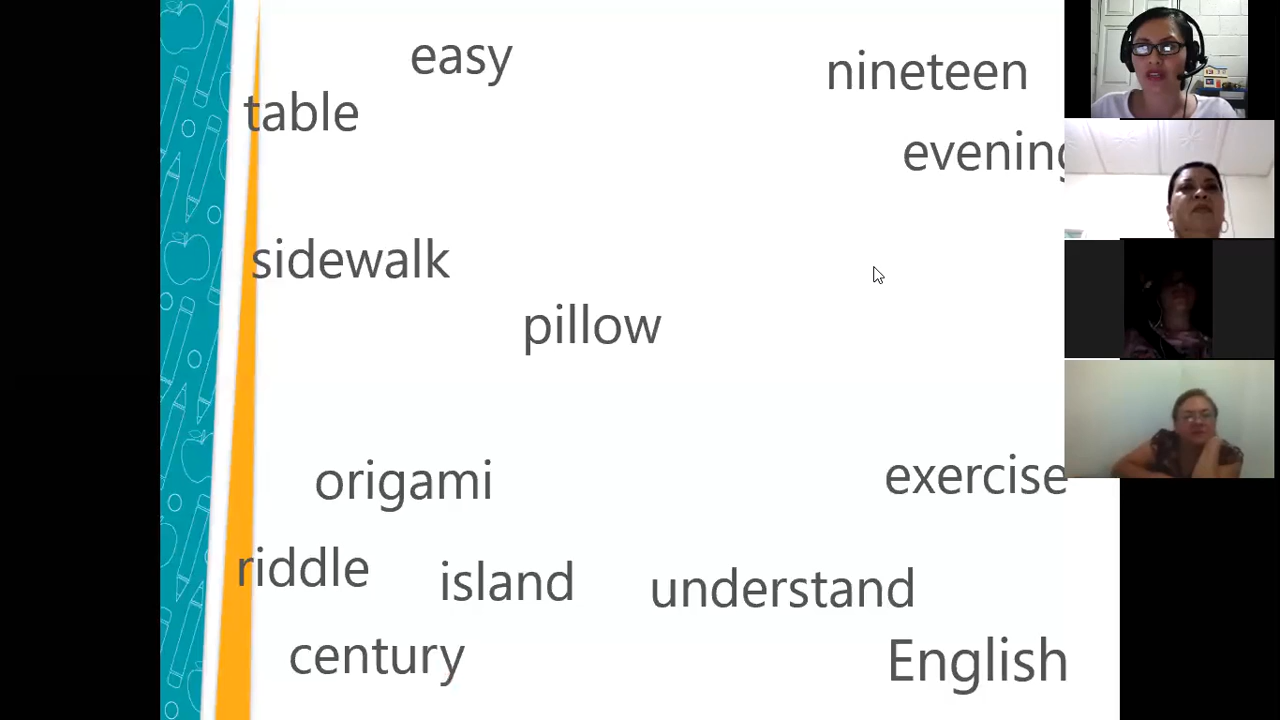 easy
nineteen
table
evening
sidewalk
pillow
origami
exercise
riddle
island
understand
century
English